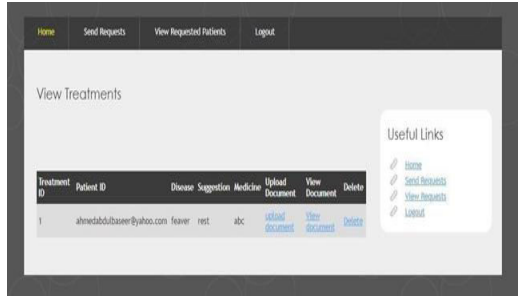 Home Send Requests View Requested Patients Logout
View Treatments
Useful Links
Home
Send Requests
View Requests
Logout
Treatment ID Patient ID Disease Suggestion Medicine Upload Document View Document Delete
1 ahmedabdulbaseer@yahoo.com feaver rest abc upload document View document Delete